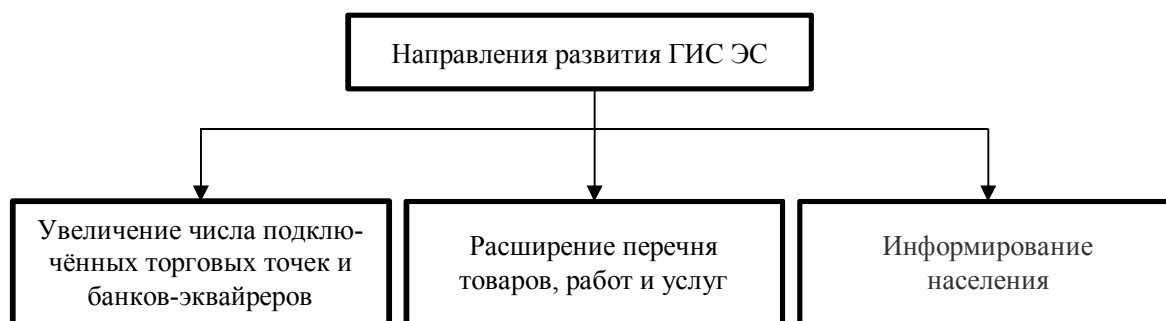 Направления развития ГИС ЭС
Увеличение числа подклю-
чённых торговых точек и
банков-эквайреров
Расширение перечня
товаров, работ и услуг
Информирование
населения